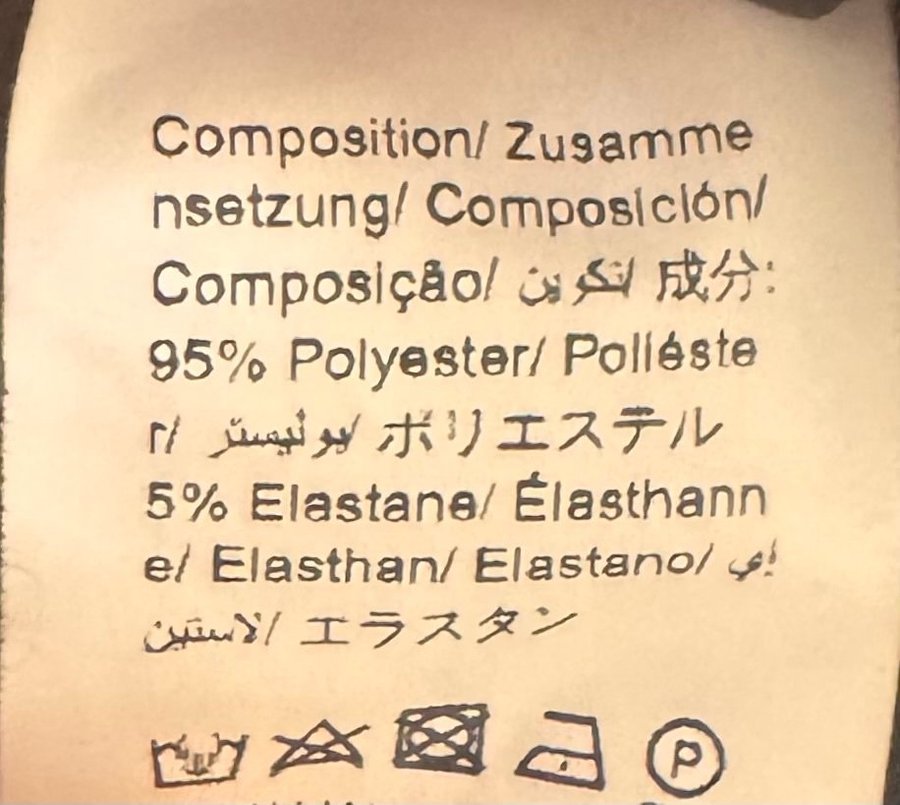 Composition/ Zusamme
nsetzung/ Composición/
Composição/ التكوين 成分:
95% Polyester/ Poliéste
r/ بوليستر/ ポリエステル
5% Elastane/ Élasthann
e/ Elasthan/ Elastano/ إي
لاستين/ エラスタン
P